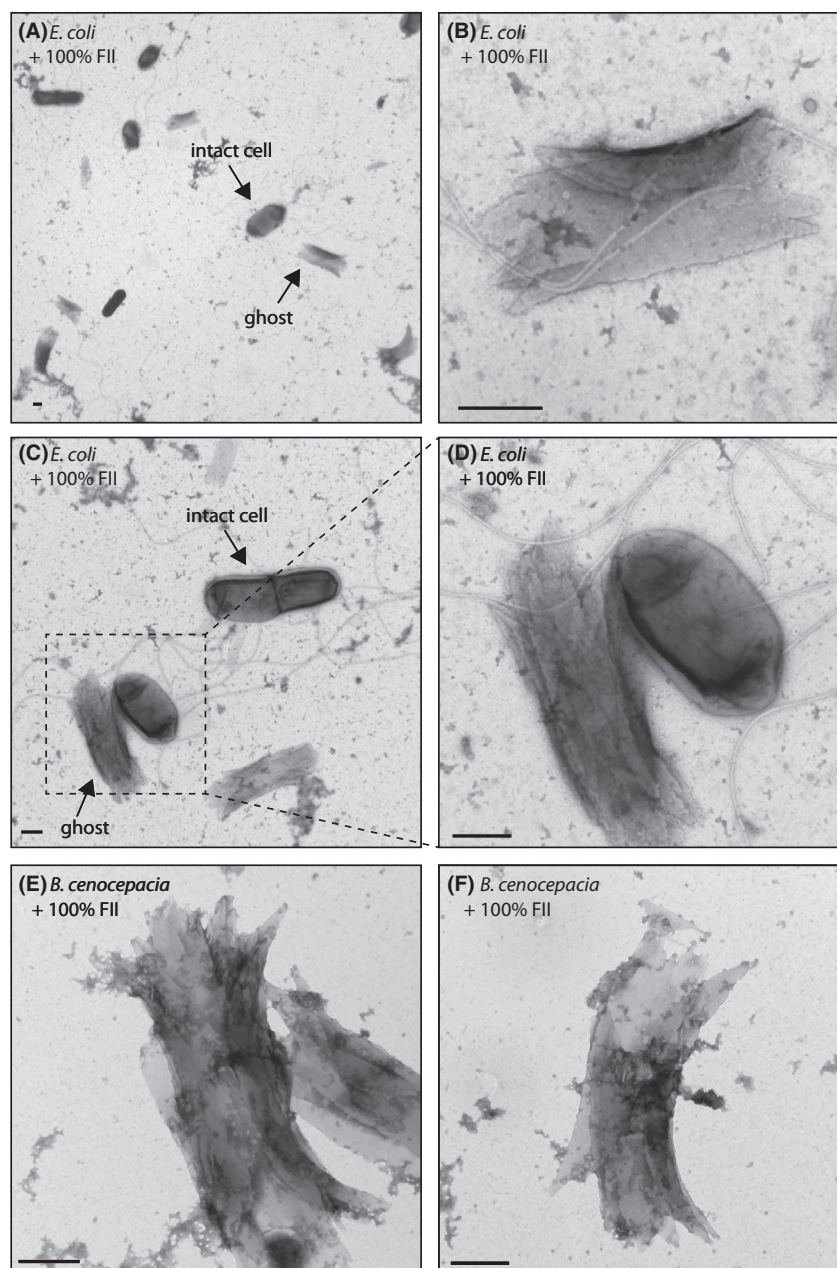 (A) E. coli
+ 100% FII
intact cell
ghost
(B) E. coli
+ 100% FII
(C) E. coli
+ 100% FII
intact cell
ghost
(D) E. coli
+ 100% FII
(E) B. cenocepacia
+ 100% FII
(F) B. cenocepacia
+ 100% FII